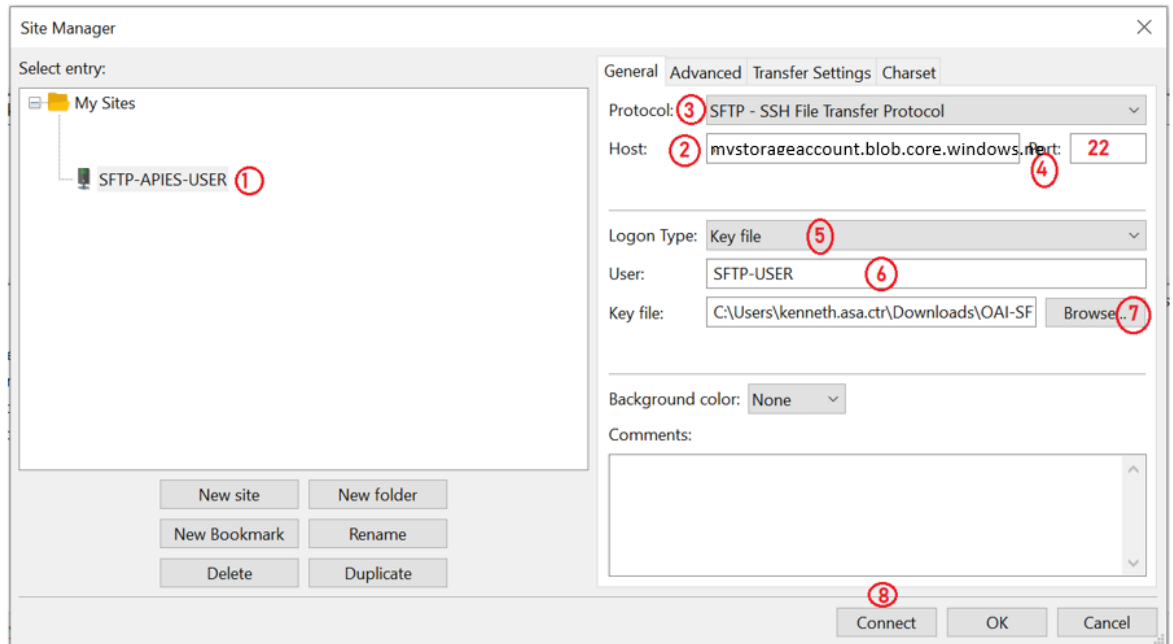 Site Manager
Select entry:
My Sites
SFTP-APIES-USER 1
New site New folder
New Bookmark Rename
Delete Duplicate
General Advanced Transfer Settings Charset
Protocol: 3 SFTP - SSH File Transfer Protocol
Host: 2 mystorageaccount.blob.core.windows.ne Port: 22
4
Logon Type: Key file 5
User: SFTP-USER 6
Key file: C:\Users\kenneth.asa.ctr\Downloads\OAI-SF Browse... 7
Background color: None
Comments:
8
Connect OK Cancel